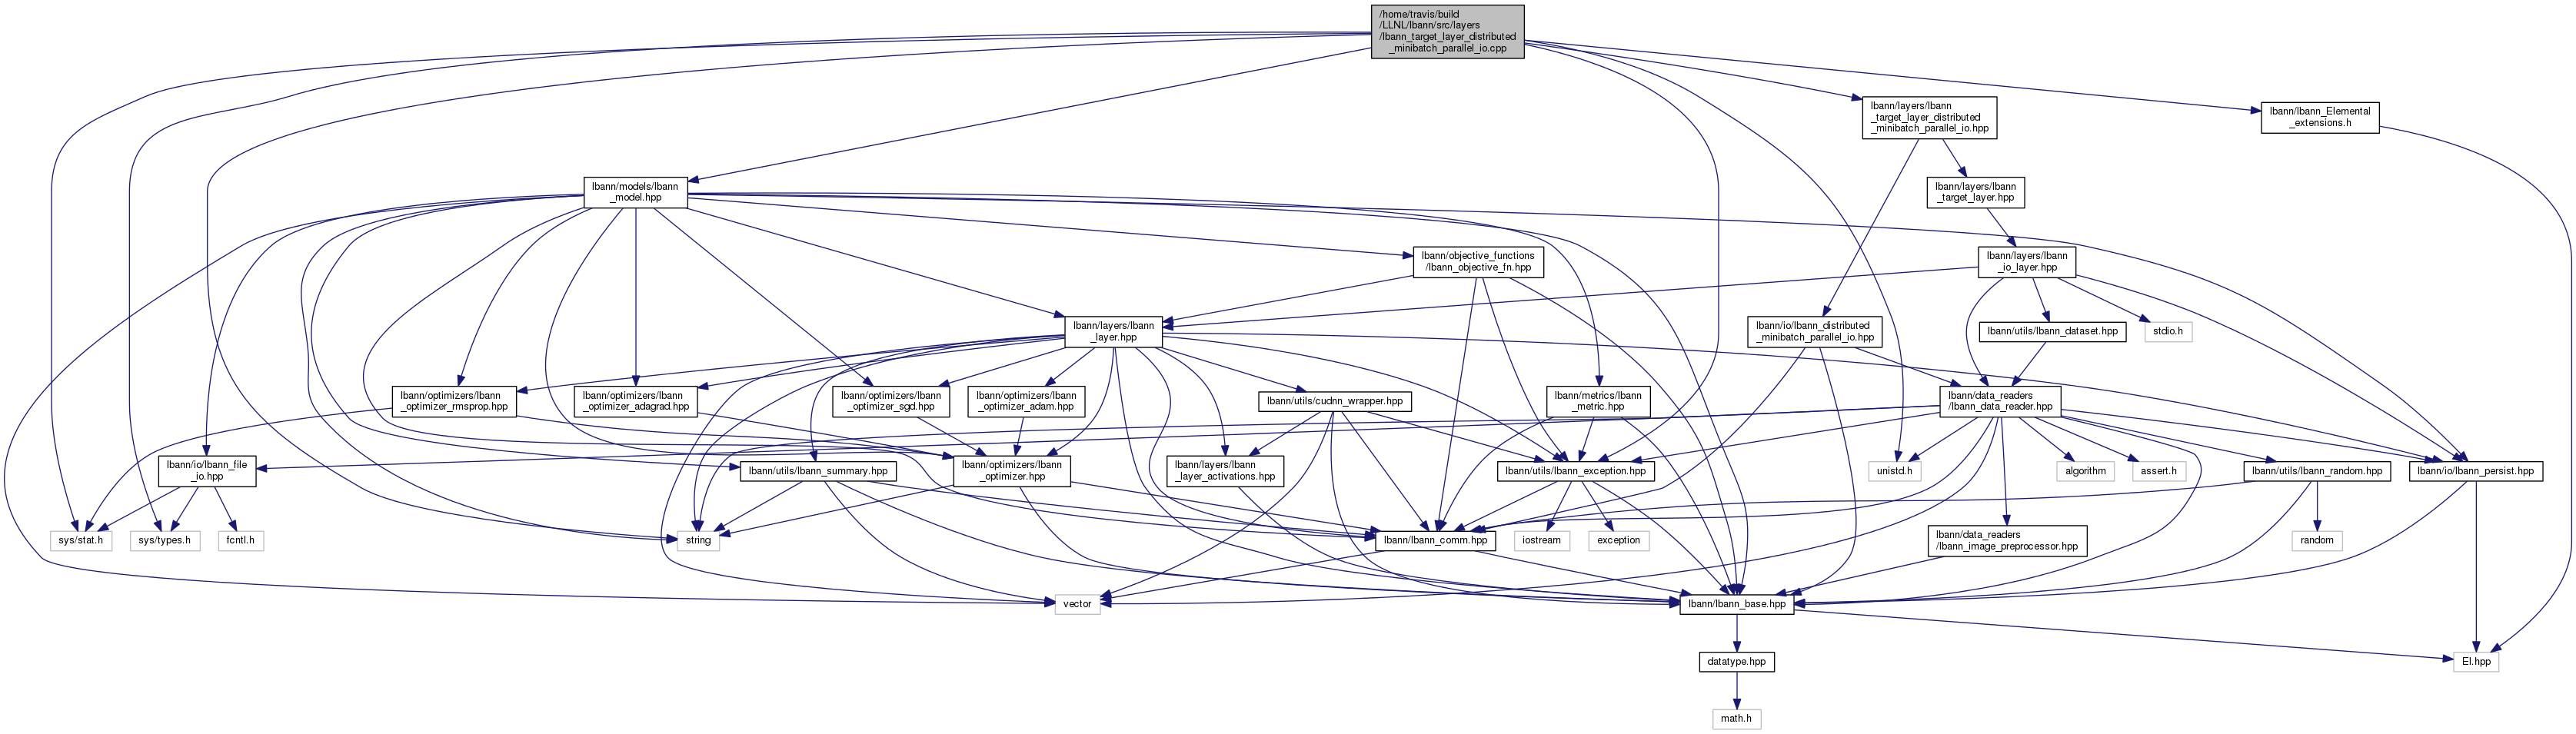 /home/travis/build
/LLNL/lbann/src/layers
/lbann_target_layer_distributed
_minibatch_parallel_io.cpp
lbann/layers/lbann
_target_layer_distributed
_minibatch_parallel_io.hpp
lbann/lbann_Elemental
_extensions.h
lbann/models/lbann
_model.hpp
lbann/layers/lbann
_target_layer.hpp
lbann/objective_functions
/lbann_objective_fn.hpp
lbann/layers/lbann
_io_layer.hpp
lbann/layers/lbann
_layer.hpp
lbann/io/lbann_distributed
_minibatch_parallel_io.hpp
lbann/utils/lbann_dataset.hpp
stdio.h
lbann/optimizers/lbann
_optimizer_rmsprop.hpp
lbann/optimizers/lbann
_optimizer_adagrad.hpp
lbann/optimizers/lbann
_optimizer_sgd.hpp
lbann/optimizers/lbann
_optimizer_adam.hpp
lbann/utils/cudnn_wrapper.hpp
lbann/metrics/lbann
_metric.hpp
lbann/data_readers
/lbann_data_reader.hpp
lbann/io/lbann_file
_io.hpp
lbann/utils/lbann_summary.hpp
lbann/optimizers/lbann
_optimizer.hpp
lbann/layers/lbann
_layer_activations.hpp
lbann/utils/lbann_exception.hpp
unistd.h
algorithm
assert.h
lbann/utils/lbann_random.hpp
lbann/io/lbann_persist.hpp
sys/stat.h
sys/types.h
fcntl.h
string
lbann/lbann_comm.hpp
iostream
exception
lbann/data_readers
/lbann_image_preprocessor.hpp
random
vector
lbann/lbann_base.hpp
datatype.hpp
El.hpp
math.h